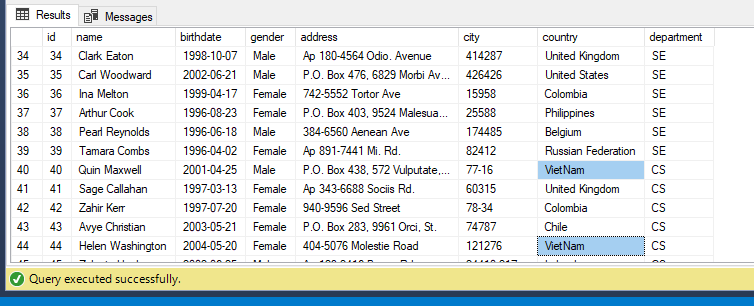 Results Messages
id name birthdate gender address city country department
34 34 Clark Eaton 1998-10-07 Male Ap 180-4564 Odio. Avenue 414287 United Kingdom SE
35 35 Carl Woodward 2002-06-21 Male P.O. Box 476, 6829 Morbi Av... 426426 United States SE
36 36 Ina Melton 1999-04-17 Female 742-5552 Tortor Ave 15958 Colombia SE
37 37 Arthur Cook 1996-08-23 Female P.O. Box 403, 9524 Malesua... 25588 Philippines SE
38 38 Pearl Reynolds 1996-06-18 Male 384-6560 Aenean Ave 174485 Belgium SE
39 39 Tamara Combs 1996-04-02 Female Ap 891-7441 Mi. Rd. 82412 Russian Federation SE
40 40 Quin Maxwell 2001-04-25 Male P.O. Box 438, 572 Vulputate,... 77-16 VietNam CS
41 41 Sage Callahan 1997-03-13 Female Ap 343-6688 Sociis Rd. 60315 United Kingdom CS
42 42 Zahir Kerr 1997-07-20 Female 940-9596 Sed Street 78-34 Colombia CS
43 43 Avye Christian 2003-05-21 Female P.O. Box 283, 9961 Orci, St. 74787 Chile CS
44 44 Helen Washington 2004-05-20 Female 404-5076 Molestie Road 121276 VietNam CS
Query executed successfully.